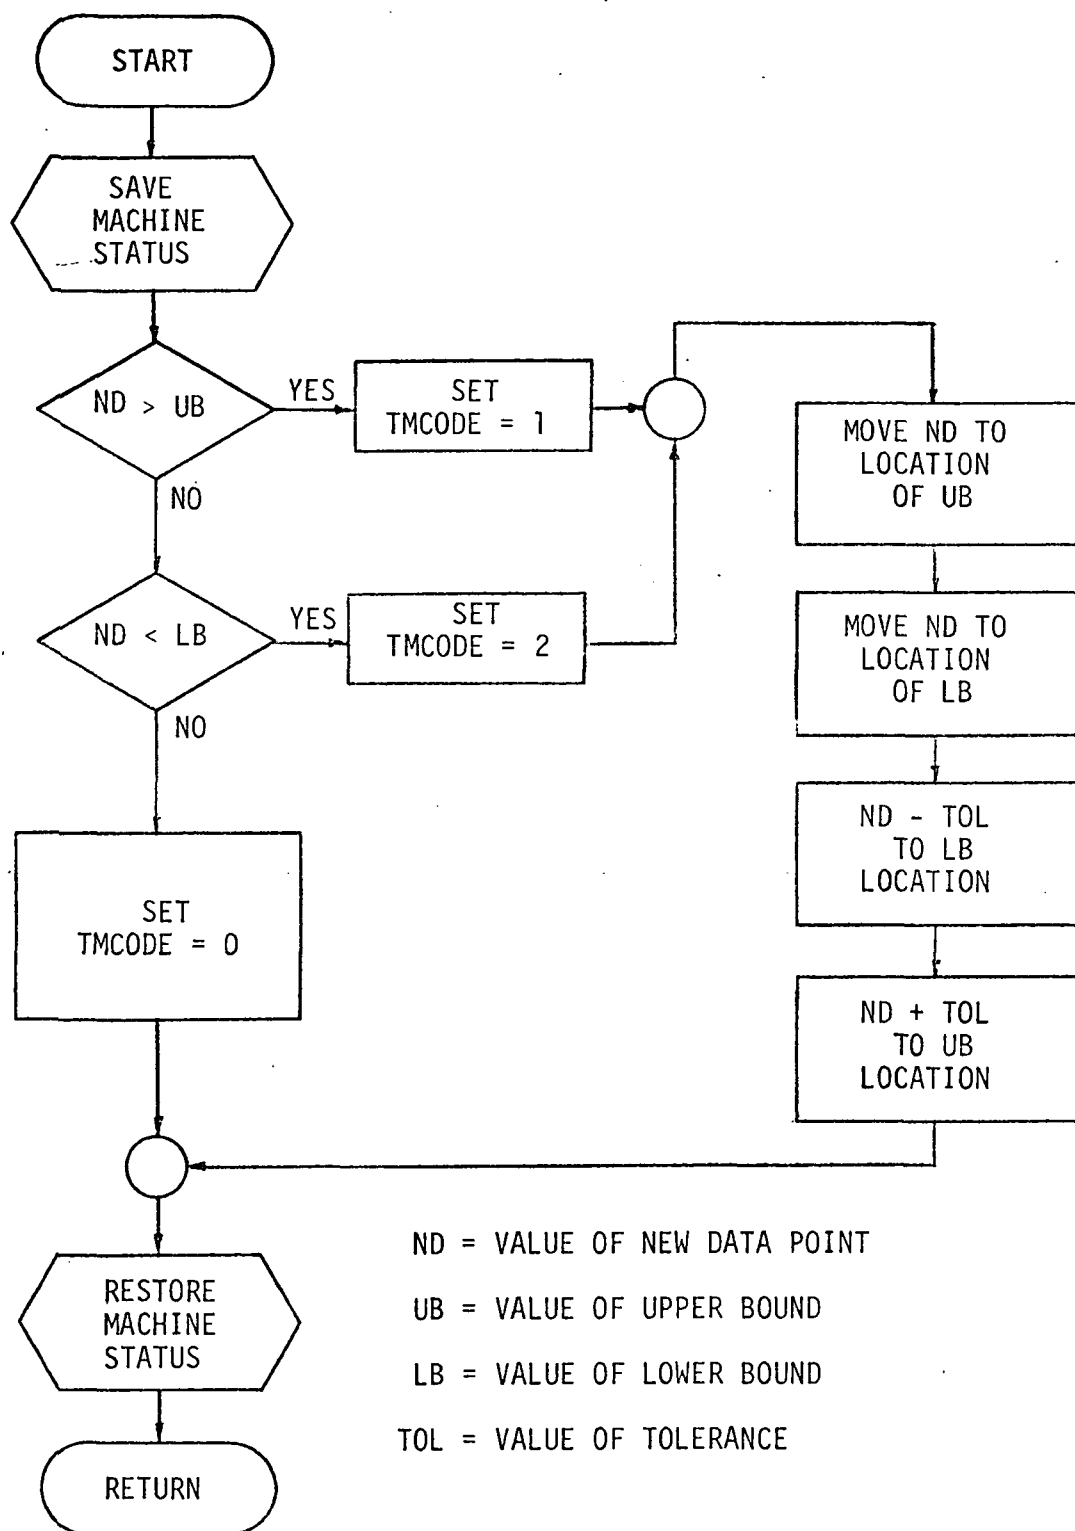 START
SAVE
MACHINE
STATUS
ND > UB
YES
SET
TMCODE = 1
NO
ND < LB
YES
SET
TMCODE = 2
NO
SET
TMCODE = 0
MOVE ND TO
LOCATION
OF UB
MOVE ND TO
LOCATION
OF LB
ND - TOL
TO LB
LOCATION
ND + TOL
TO UB
LOCATION
RESTORE
MACHINE
STATUS
RETURN
ND = VALUE OF NEW DATA POINT
UB = VALUE OF UPPER BOUND
LB = VALUE OF LOWER BOUND
TOL = VALUE OF TOLERANCE